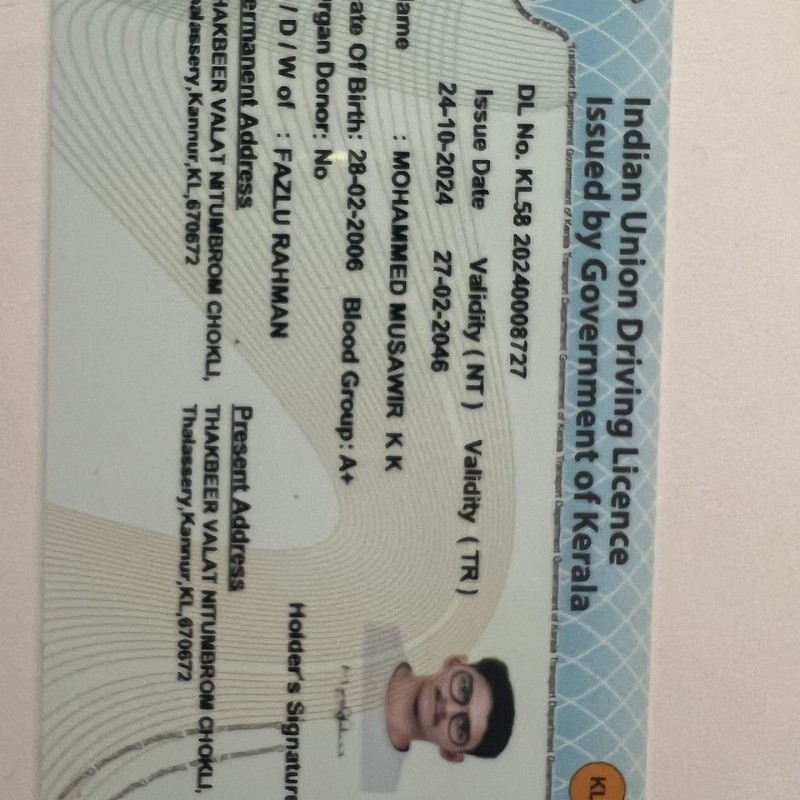 Indian Union Driving Licence
Issued by Government of Kerala
KL
DL No. KL58 20240008727
Issue Date Validity ( NT ) Validity ( TR )
24-10-2024 27-02-2046
ame : MOHAMMED MUSAWIR K K
ate Of Birth: 28-02-2006 Blood Group: A+
rgan Donor: No
/ D / W of : FAZLU RAHMAN
Holder's Signature
ermanent Address
HAKBEER VALAT NITUMBROM CHOKLI,
halassery,Kannur,KL,670672
Present Address
THAKBEER VALAT NITUMBROM CHOKLI,
Thalassery,Kannur,KL,670672